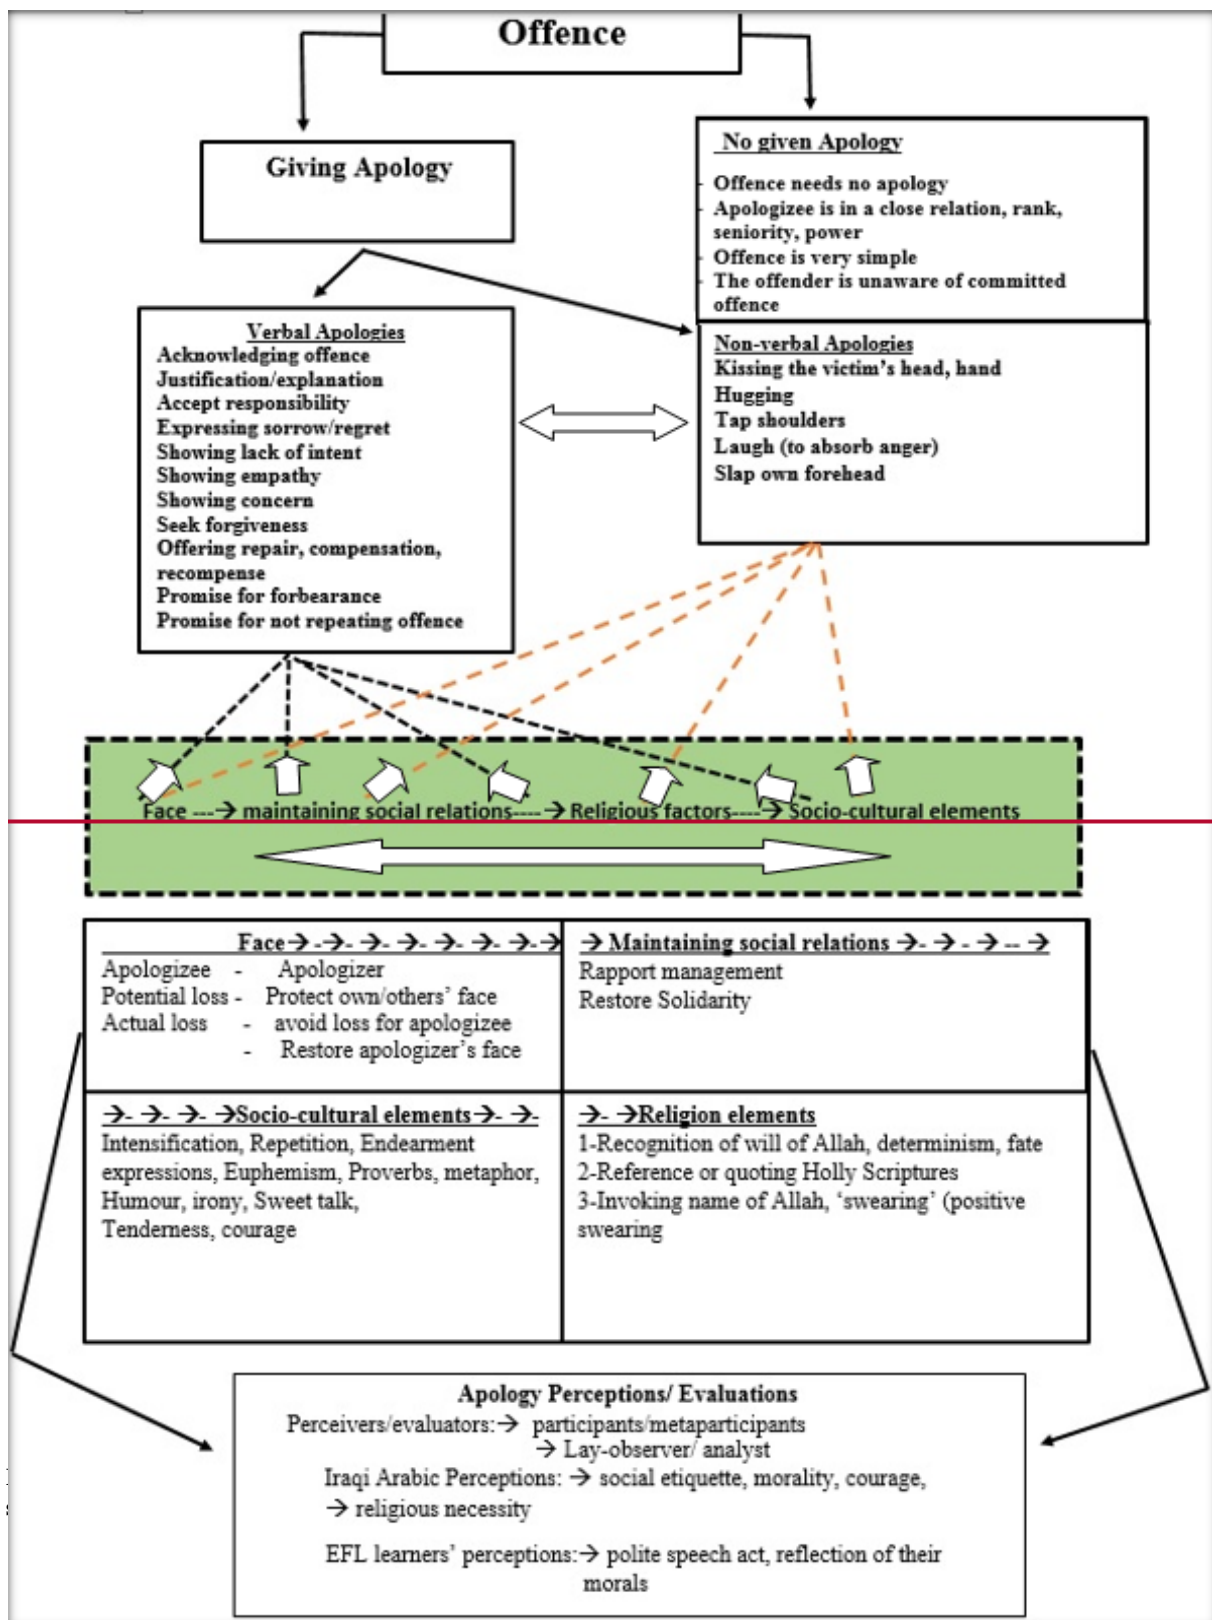 Offence
Giving Apology
No given Apology
- Offence needs no apology
- Apologizee is in a close relation, rank,
seniority, power
- Offence is very simple
- The offender is unaware of committed
offence
Verbal Apologies
Acknowledging offence
Justification/explanation
Accept responsibility
Expressing sorrow/regret
Showing lack of intent
Showing empathy
Showing concern
Seek forgiveness
Offering repair, compensation,
recompense
Promise for forbearance
Promise for not repeating offence
Non-verbal Apologies
Kissing the victim's head, hand
Hugging
Tap shoulders
Laugh (to absorb anger)
Slap own forehead
Face ---→ maintaining social relations----→ Religious factors----→ Socio-cultural elements
Face→ -→- →- →- →- →- →-→
Apologizee - Apologizer
Potential loss - Protect own/others' face
Actual loss - avoid loss for apologizee
- Restore apologizer's face
→ Maintaining social relations →- → - → -- →
Rapport management
Restore Solidarity
→- →- →- →Socio-cultural elements→- →-
Intensification, Repetition, Endearment
expressions, Euphemism, Proverbs, metaphor,
Humour, irony, Sweet talk,
Tenderness, courage
→- →Religion elements
1-Recognition of will of Allah, determinism, fate
2-Reference or quoting Holly Scriptures
3-Invoking name of Allah, 'swearing' (positive
swearing
Apology Perceptions/ Evaluations
Perceivers/evaluators:→ participants/metaparticipants
→ Lay-observer/ analyst
Iraqi Arabic Perceptions: → social etiquette, morality, courage,
→ religious necessity
EFL learners' perceptions:→ polite speech act, reflection of their
morals